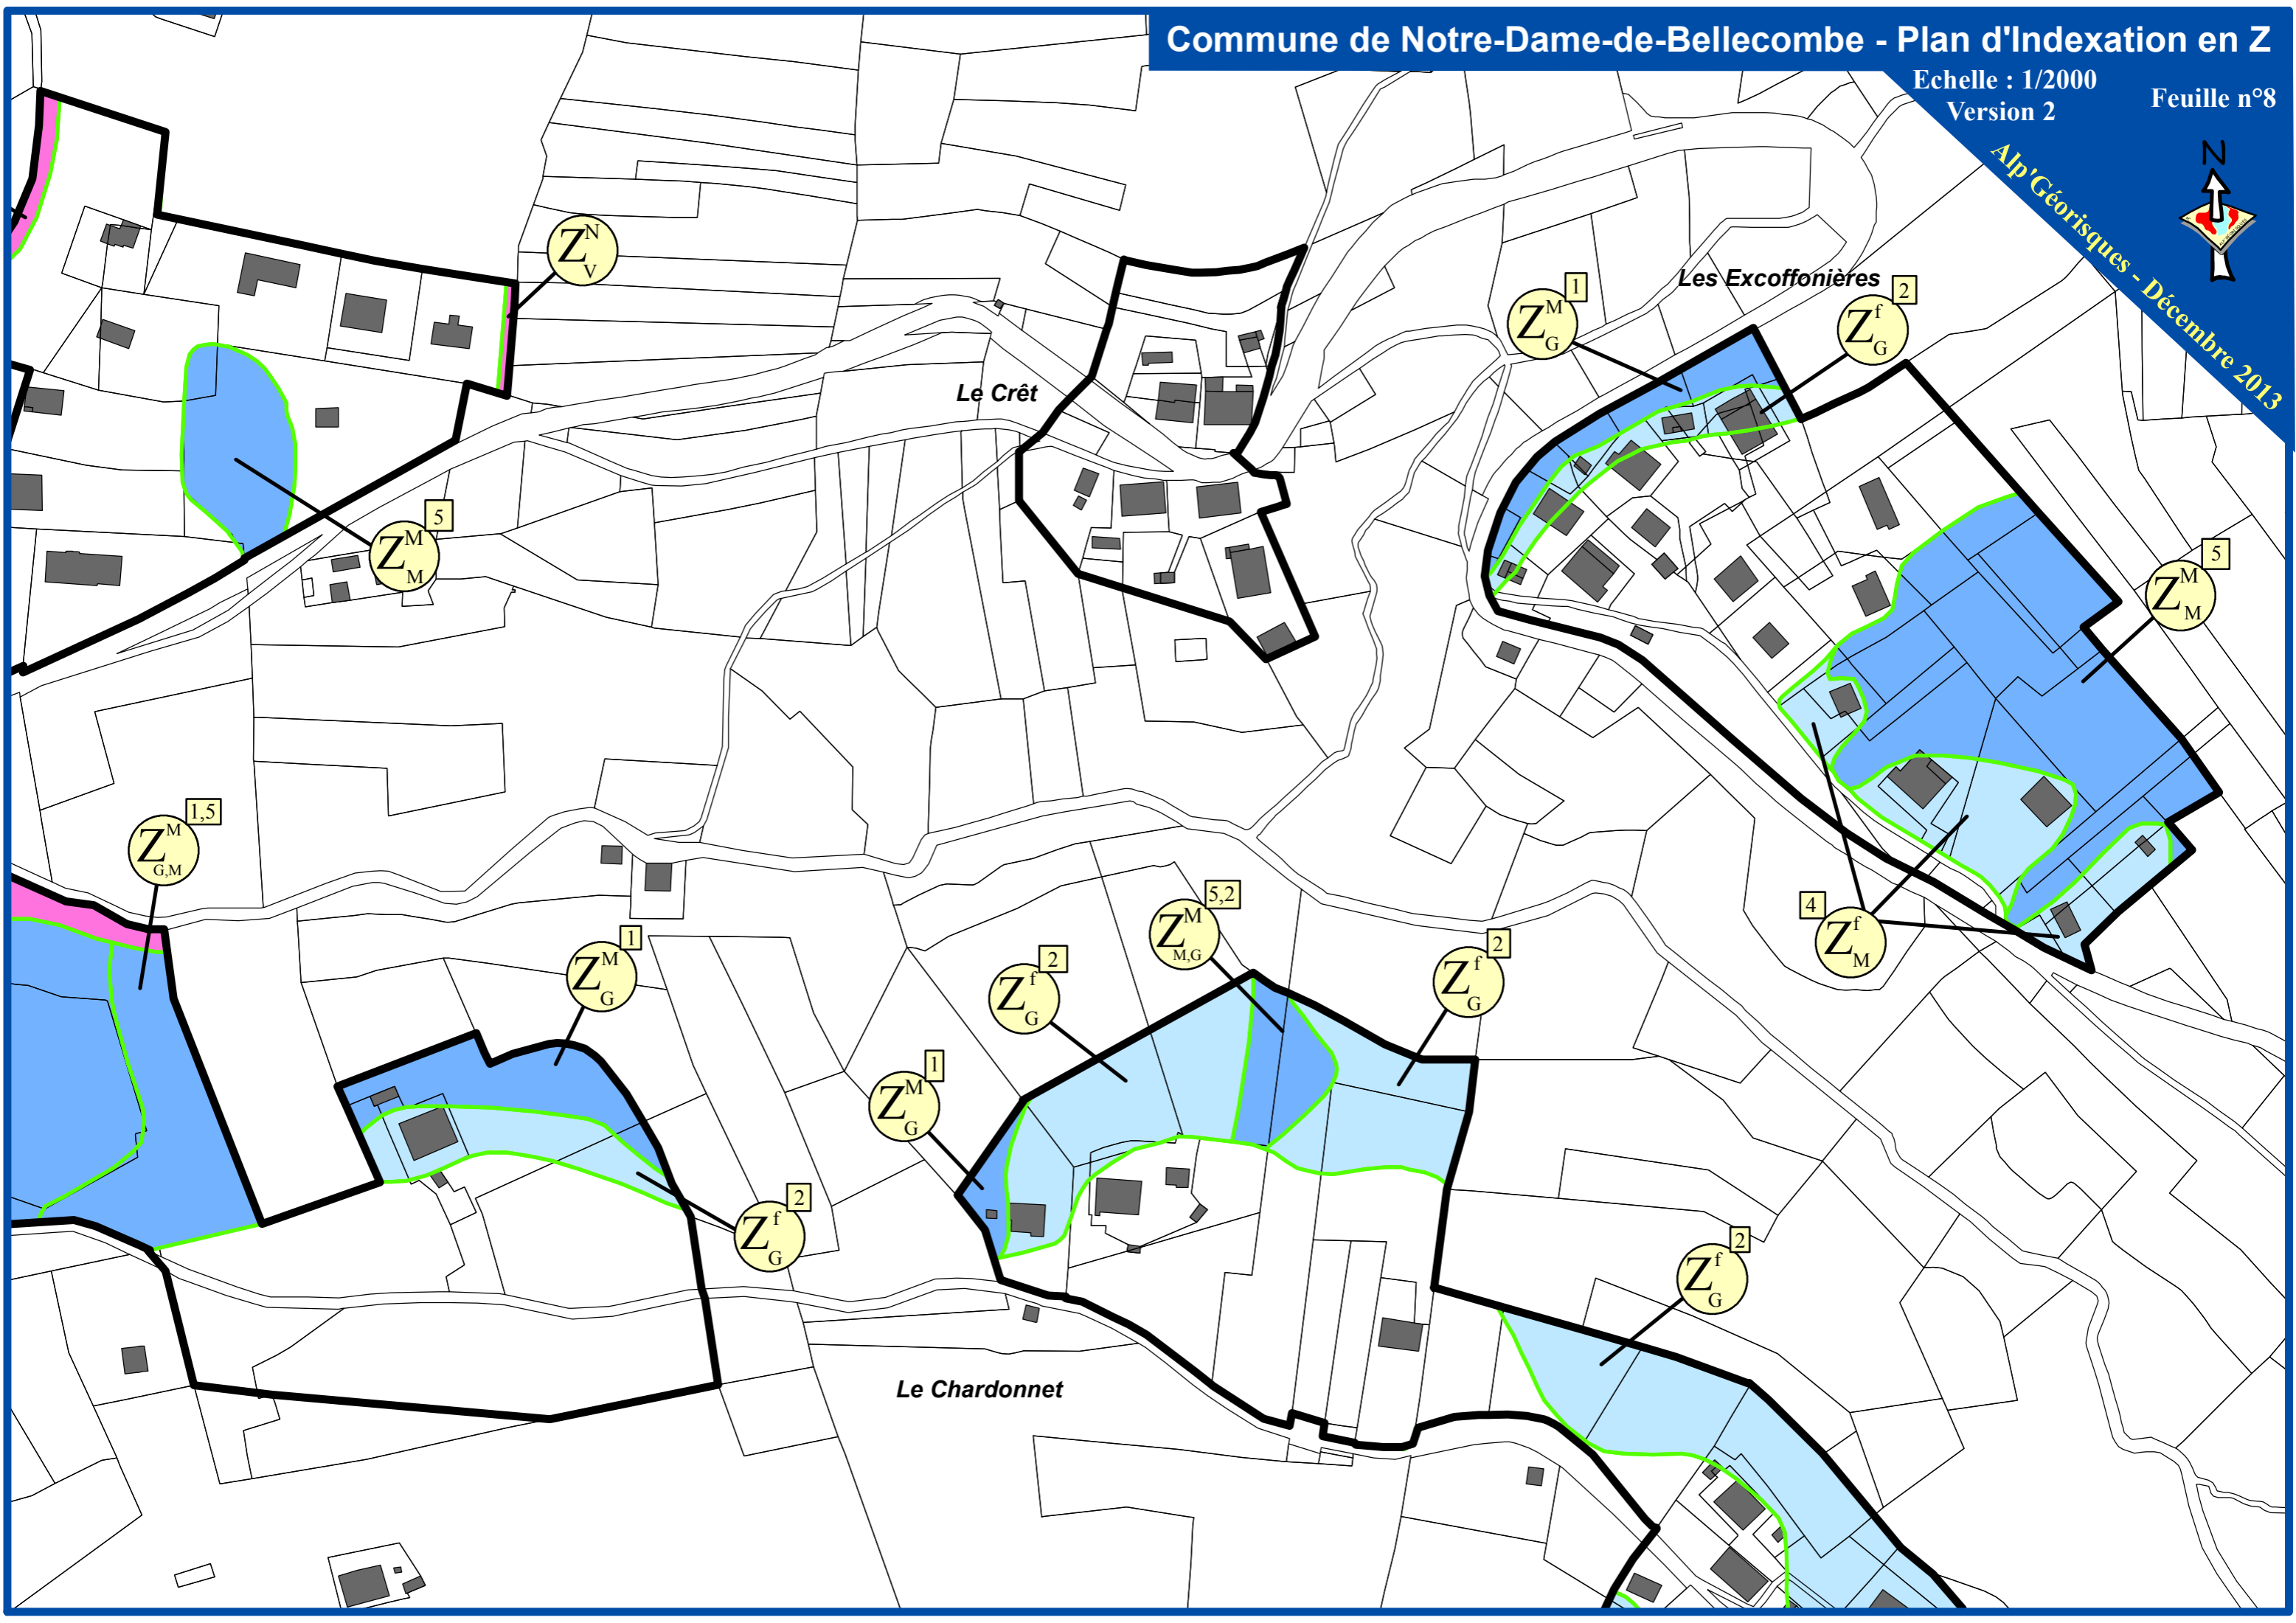 Commune de Notre-Dame-de-Bellecombe - Plan d'Indexation en Z
Echelle : 1/2000
Version 2
Feuille n°8
N
Alp'Géorisques - Décembre 2013
Z N V
Les Excoffonières
Z M G 1
Z f G 2
Le Crêt
Z M M 5
Z M M 5
Z M G,M 1,5
Z M M,G 5,2
Z f M 4
Z M G 1
Z f G 2
Z f G 2
Z M G 1
Z f G 2
Z f G 2
Le Chardonnet